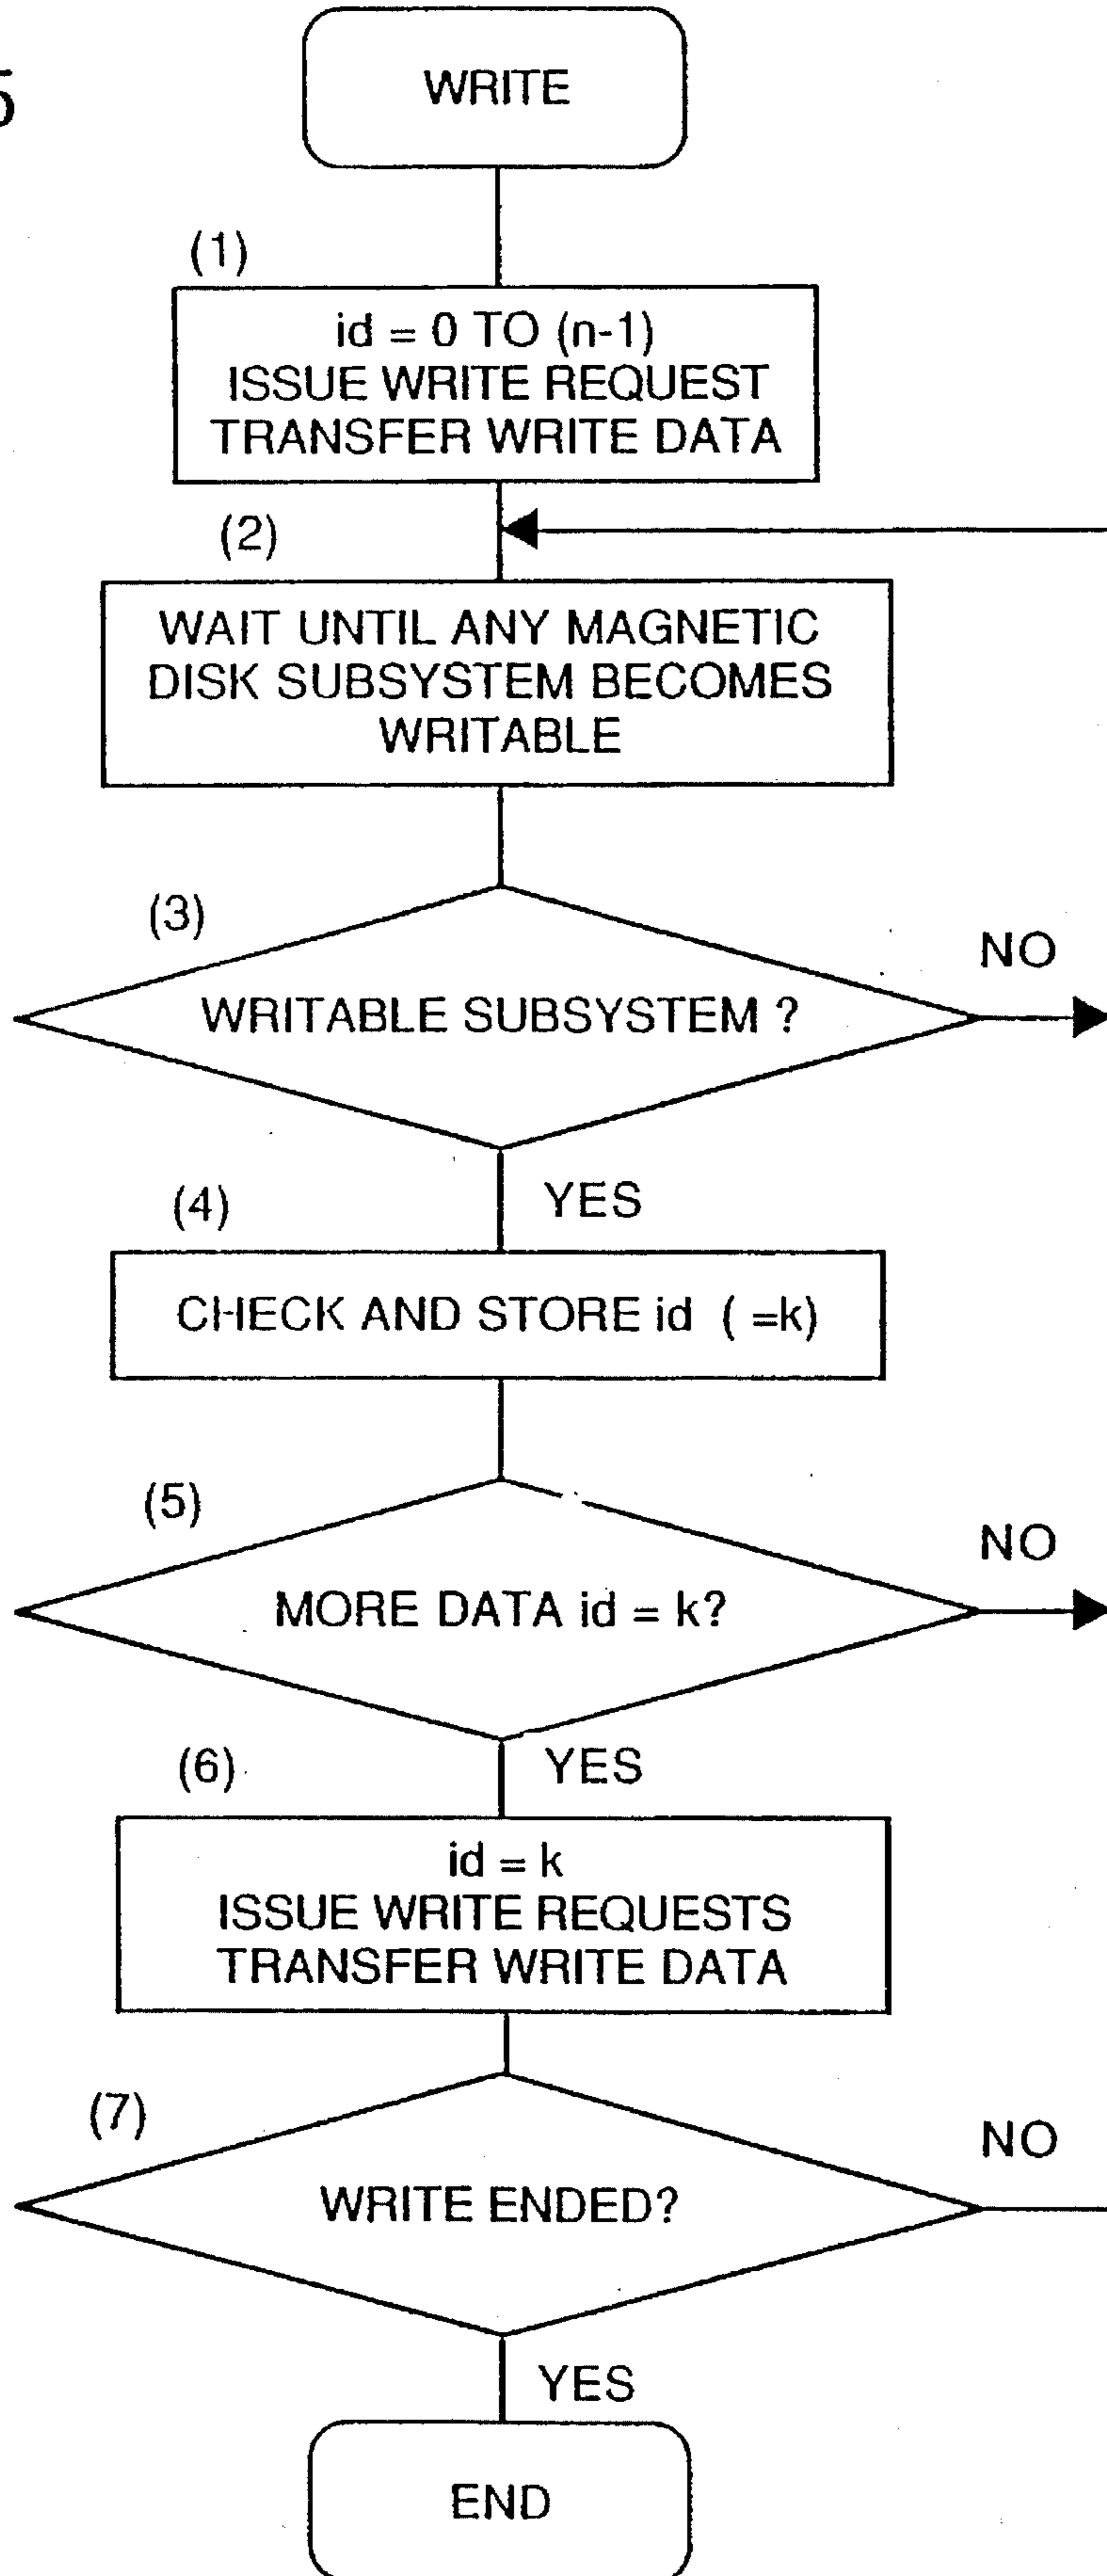 5
WRITE
(1)
id = 0 TO (n-1)
ISSUE WRITE REQUEST
TRANSFER WRITE DATA
(2)
WAIT UNTIL ANY MAGNETIC
DISK SUBSYSTEM BECOMES
WRITABLE
(3)
NO
WRITABLE SUBSYSTEM ?
YES
(4)
CHECK AND STORE id ( =k)
(5)
NO
MORE DATA id = k?
YES
(6)
id = k
ISSUE WRITE REQUESTS
TRANSFER WRITE DATA
(7)
NO
WRITE ENDED?
YES
END